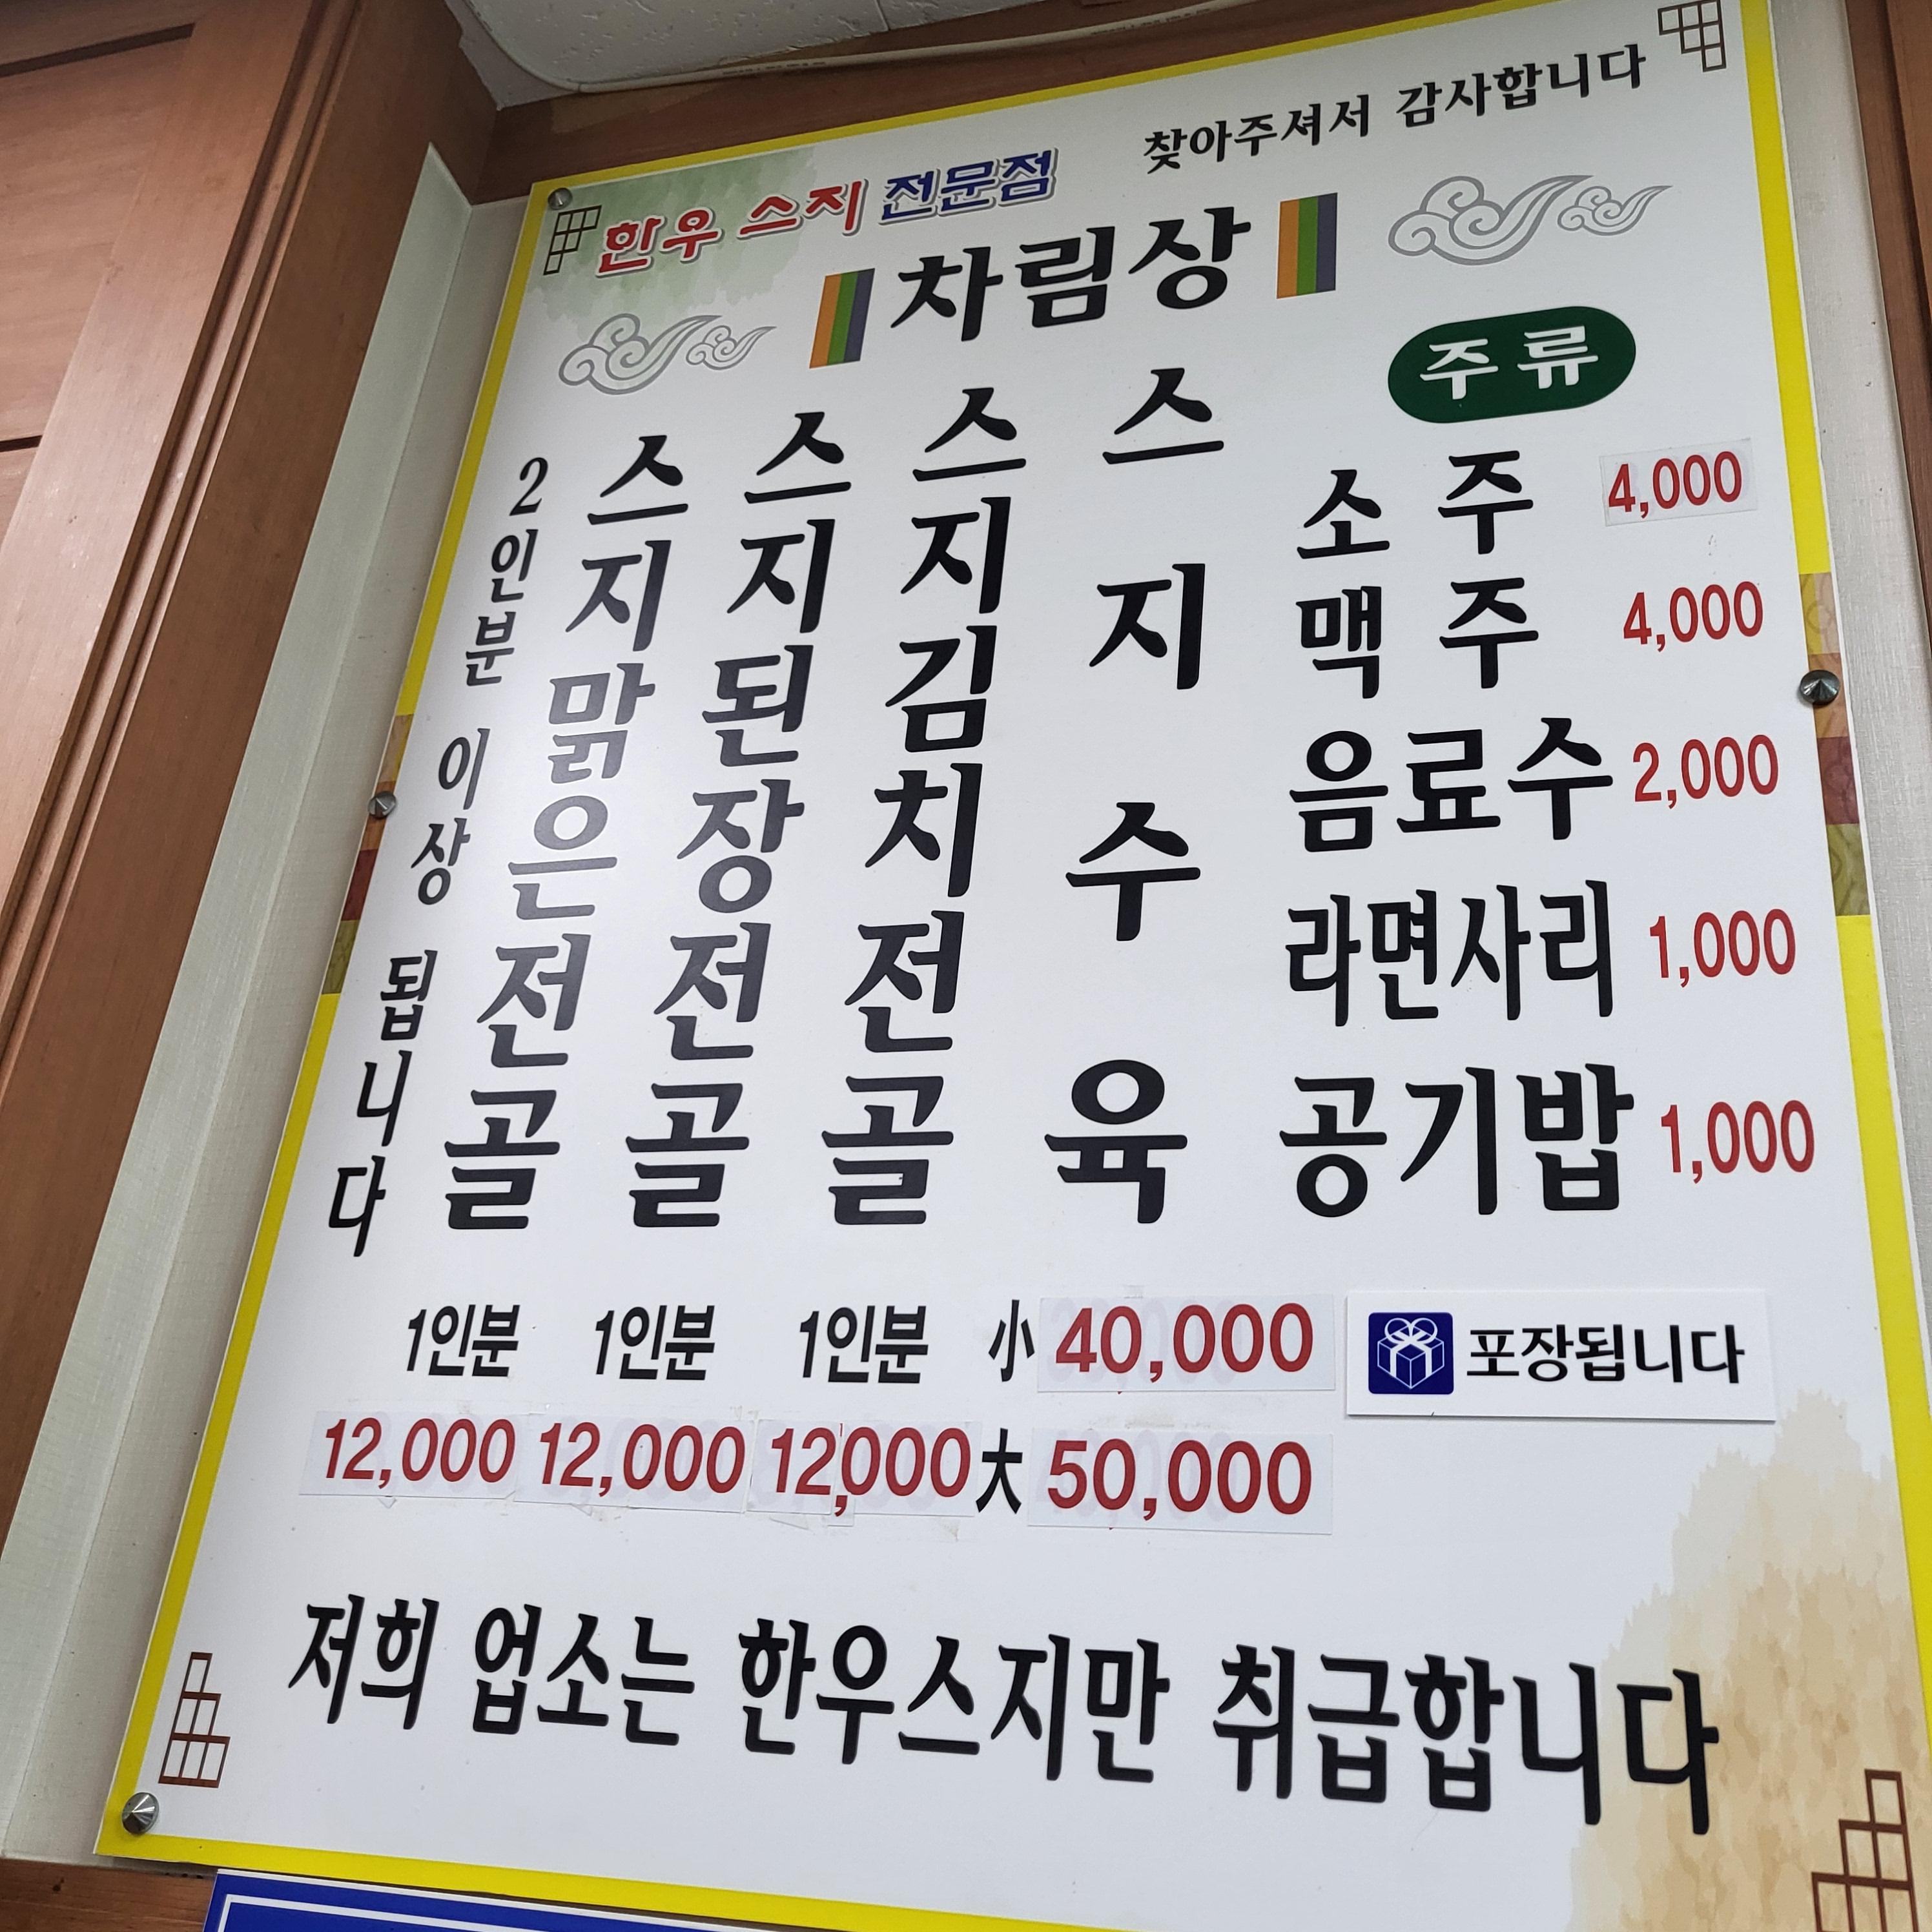 찾아주셔서 감사합니다
한우 스지 전문점
차림상
스지수육
小 40,000
大 50,000
스지김치전골
1인분
12,000
스지된장전골
1인분
12,000
스지맑은전골
1인분
12,000
2인분 이상 됩니다
주류
소주 4,000
맥주 4,000
음료수 2,000
라면사리 1,000
공기밥 1,000
포장됩니다
저희 업소는 한우스지만 취급합니다